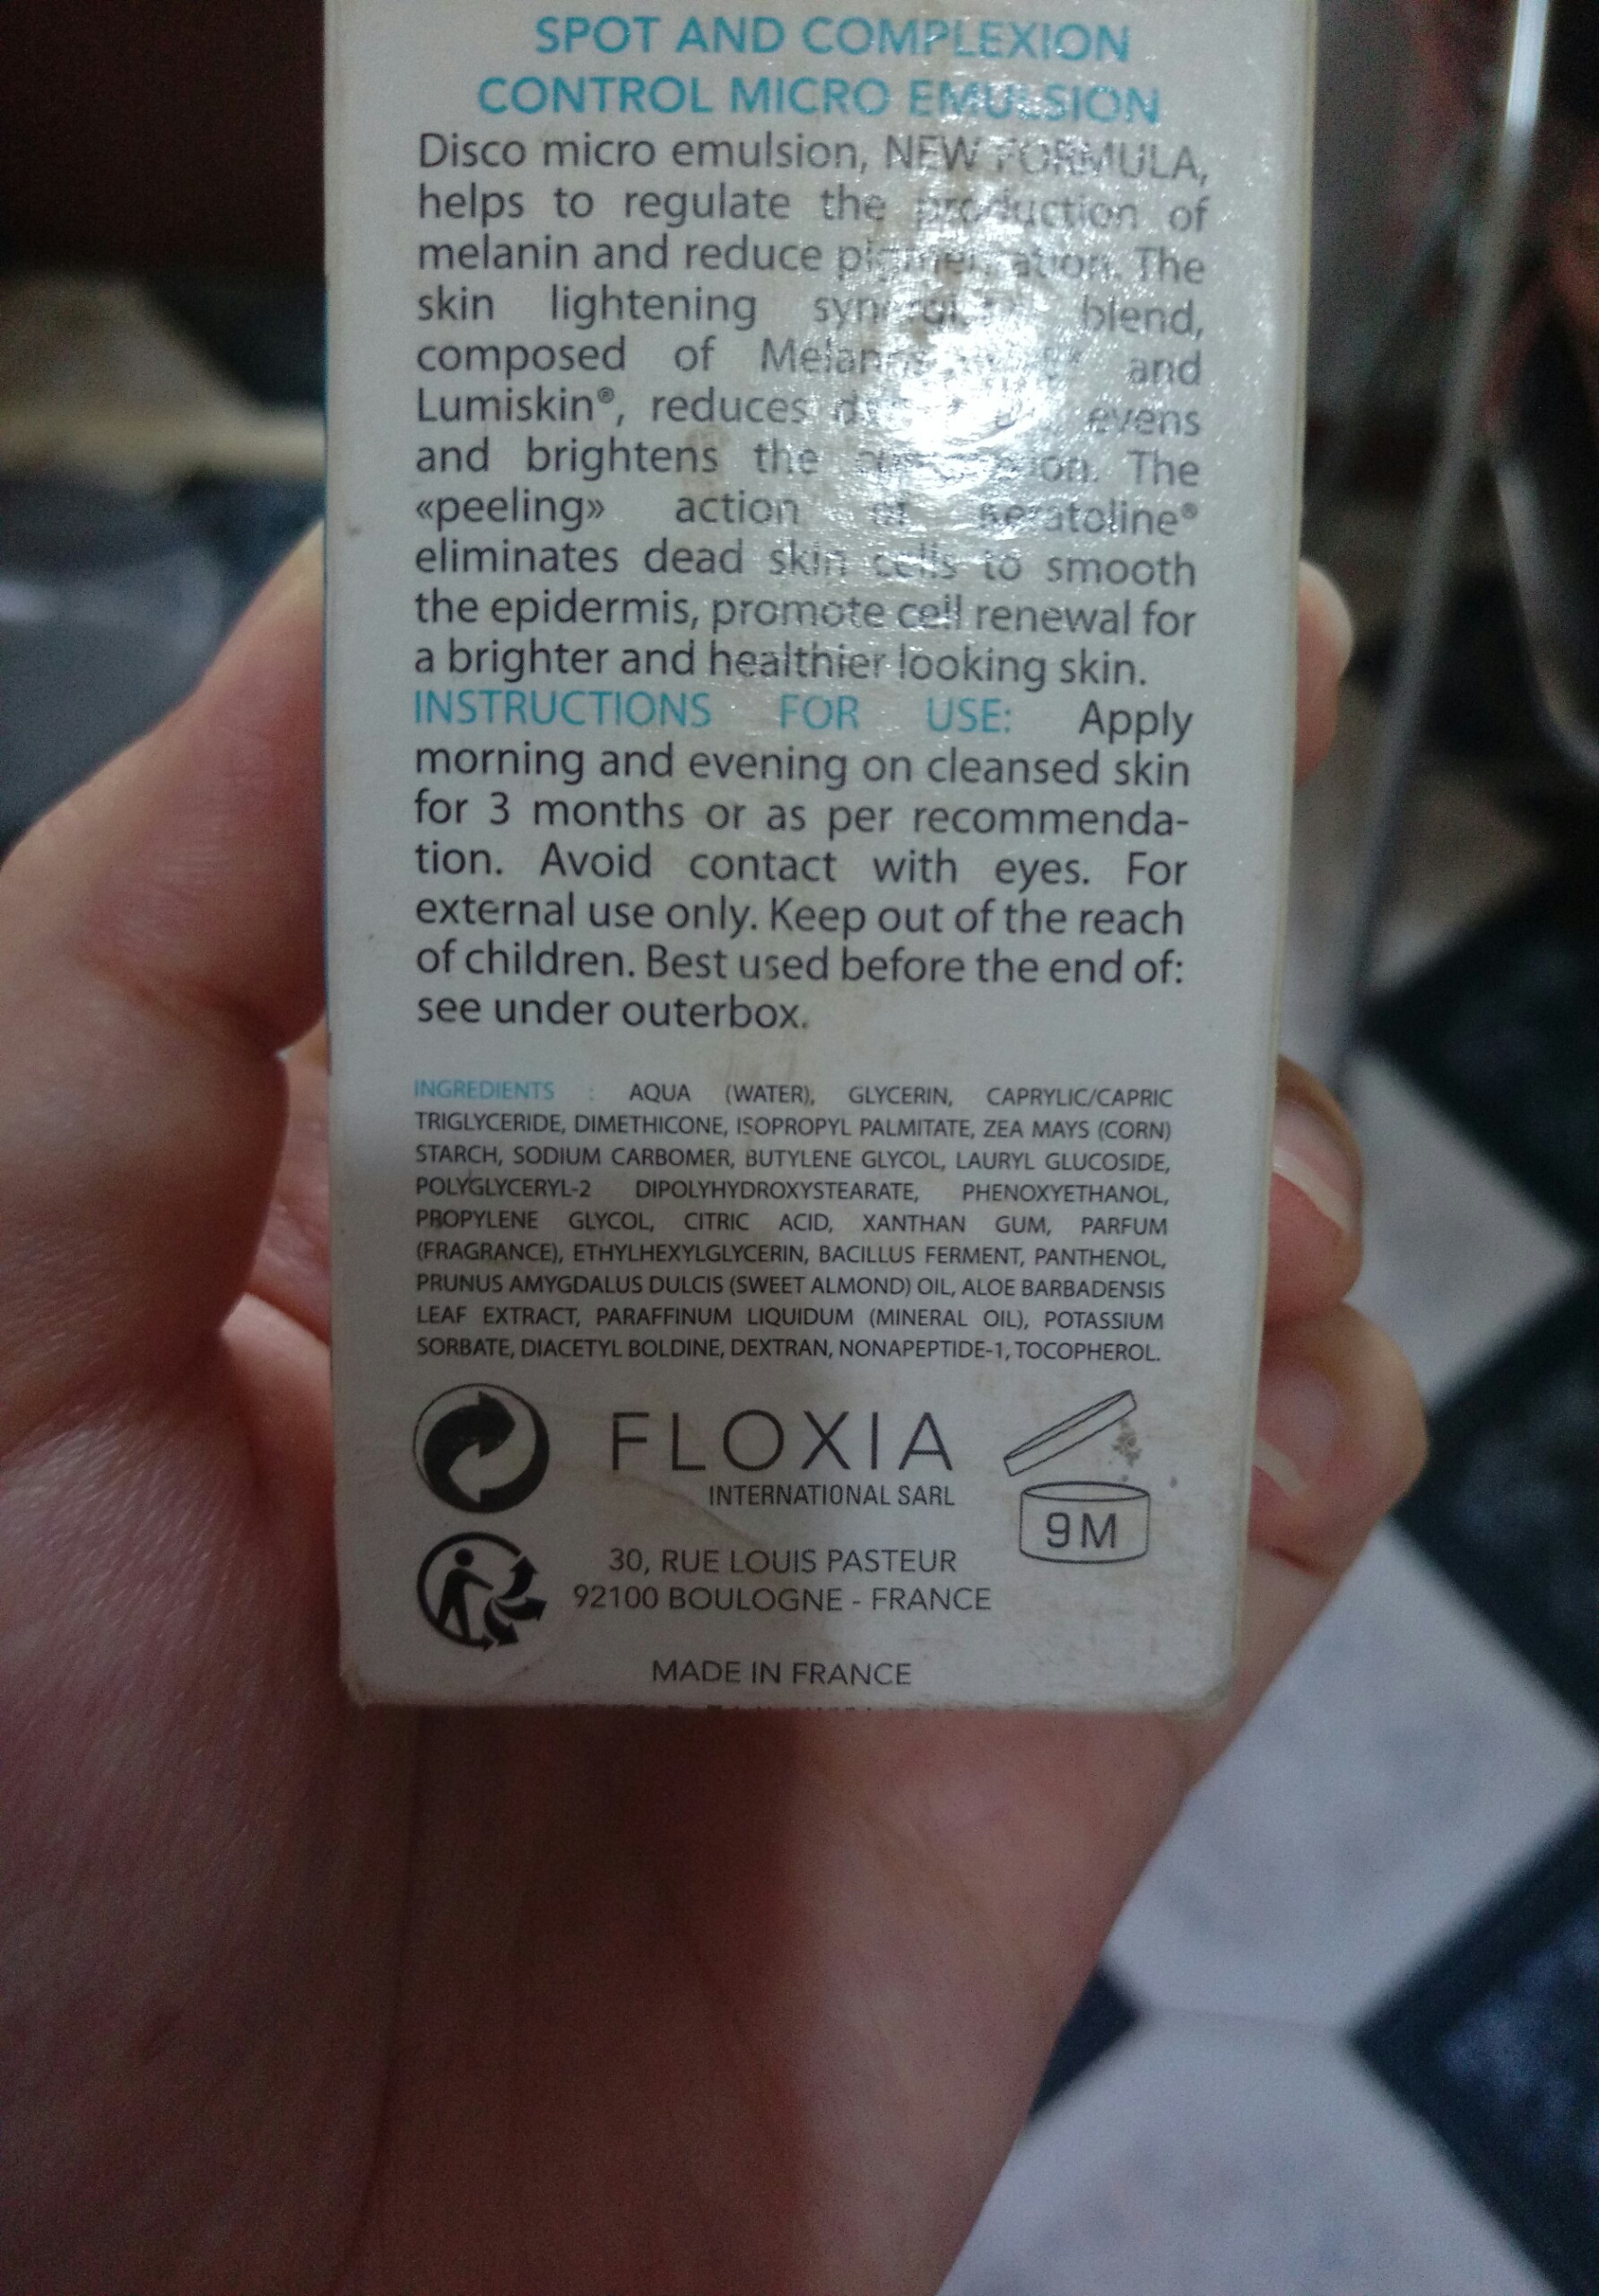 SPOT AND COMPLEXION
CONTROL MICRO EMULSION
Disco micro emulsion, NEW FORMULA,
helps to regulate the production of
melanin and reduce pigmentation. The
skin lightening blend,
composed of and
Lumiskin®, reduces evens
and brightens the The
«peeling» action of Keratoline®
eliminates dead skin cells to smooth
the epidermis, promote cell renewal for
a brighter and healthier looking skin.
INSTRUCTIONS FOR USE: Apply
morning and evening on cleansed skin
for 3 months or as per recommenda-
tion. Avoid contact with eyes. For
external use only. Keep out of the reach
of children. Best used before the end of:
see under outerbox.
INGREDIENTS : AQUA (WATER), GLYCERIN, CAPRYLIC/CAPRIC
TRIGLYCERIDE, DIMETHICONE, ISOPROPYL PALMITATE, ZEA MAYS (CORN)
STARCH, SODIUM CARBOMER, BUTYLENE GLYCOL, LAURYL GLUCOSIDE,
POLYGLYCERYL-2 DIPOLYHYDROXYSTEARATE, PHENOXYETHANOL,
PROPYLENE GLYCOL, CITRIC ACID, XANTHAN GUM, PARFUM
(FRAGRANCE), ETHYLHEXYLGLYCERIN, BACILLUS FERMENT, PANTHENOL,
PRUNUS AMYGDALUS DULCIS (SWEET ALMOND) OIL, ALOE BARBADENSIS
LEAF EXTRACT, PARAFFINUM LIQUIDUM (MINERAL OIL), POTASSIUM
SORBATE, DIACETYL BOLDINE, DEXTRAN, NONAPEPTIDE-1, TOCOPHEROL.
FLOXIA
INTERNATIONAL SARL
9M
30, RUE LOUIS PASTEUR
92100 BOULOGNE - FRANCE
MADE IN FRANCE